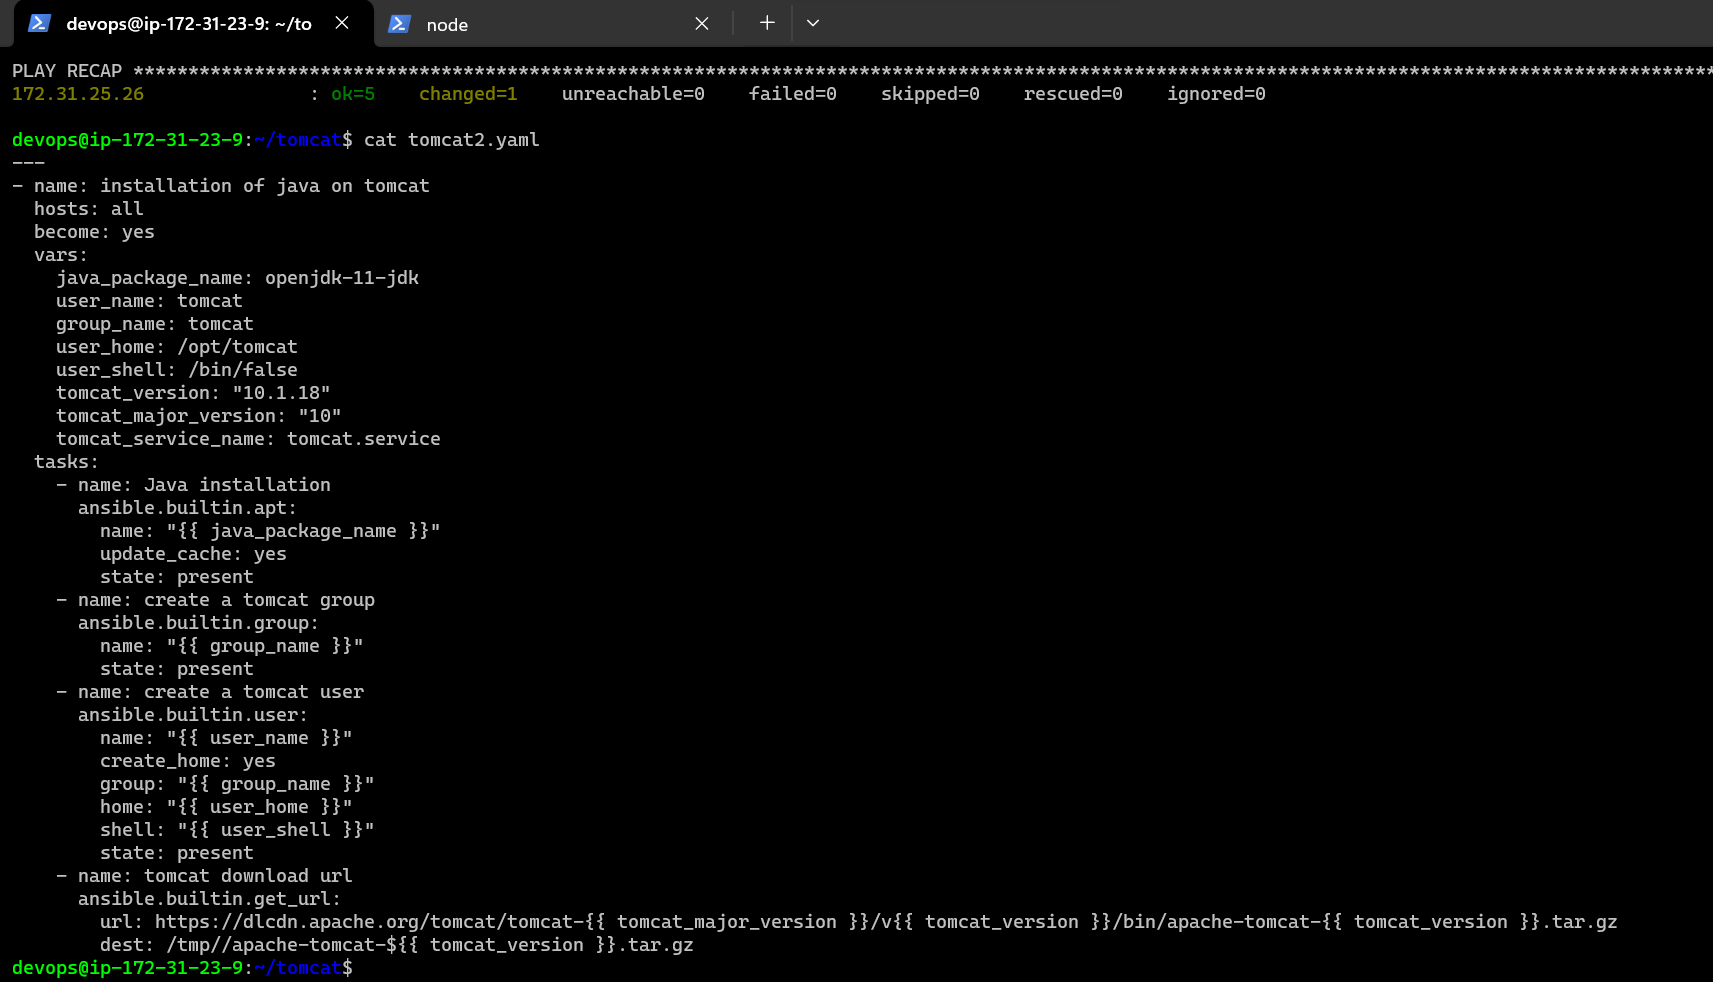 devops@ip-172-31-23-9: ~/to
node
PLAY RECAP ************************************************************************************************************************************************
172.31.25.26               : ok=5    changed=1    unreachable=0    failed=0    skipped=0    rescued=0    ignored=0
devops@ip-172-31-23-9:~/tomcat$ cat tomcat2.yaml
---
- name: installation of java on tomcat
  hosts: all
  become: yes
  vars:
    java_package_name: openjdk-11-jdk
    user_name: tomcat
    group_name: tomcat
    user_home: /opt/tomcat
    user_shell: /bin/false
    tomcat_version: "10.1.18"
    tomcat_major_version: "10"
    tomcat_service_name: tomcat.service
  tasks:
    - name: Java installation
      ansible.builtin.apt:
        name: "{{ java_package_name }}"
        update_cache: yes
        state: present
    - name: create a tomcat group
      ansible.builtin.group:
        name: "{{ group_name }}"
        state: present
    - name: create a tomcat user
      ansible.builtin.user:
        name: "{{ user_name }}"
        create_home: yes
        group: "{{ group_name }}"
        home: "{{ user_home }}"
        shell: "{{ user_shell }}"
        state: present
    - name: tomcat download url
      ansible.builtin.get_url:
        url: https://dlcdn.apache.org/tomcat/tomcat-{{ tomcat_major_version }}/v{{ tomcat_version }}/bin/apache-tomcat-{{ tomcat_version }}.tar.gz
        dest: /tmp//apache-tomcat-${{ tomcat_version }}.tar.gz
devops@ip-172-31-23-9:~/tomcat$